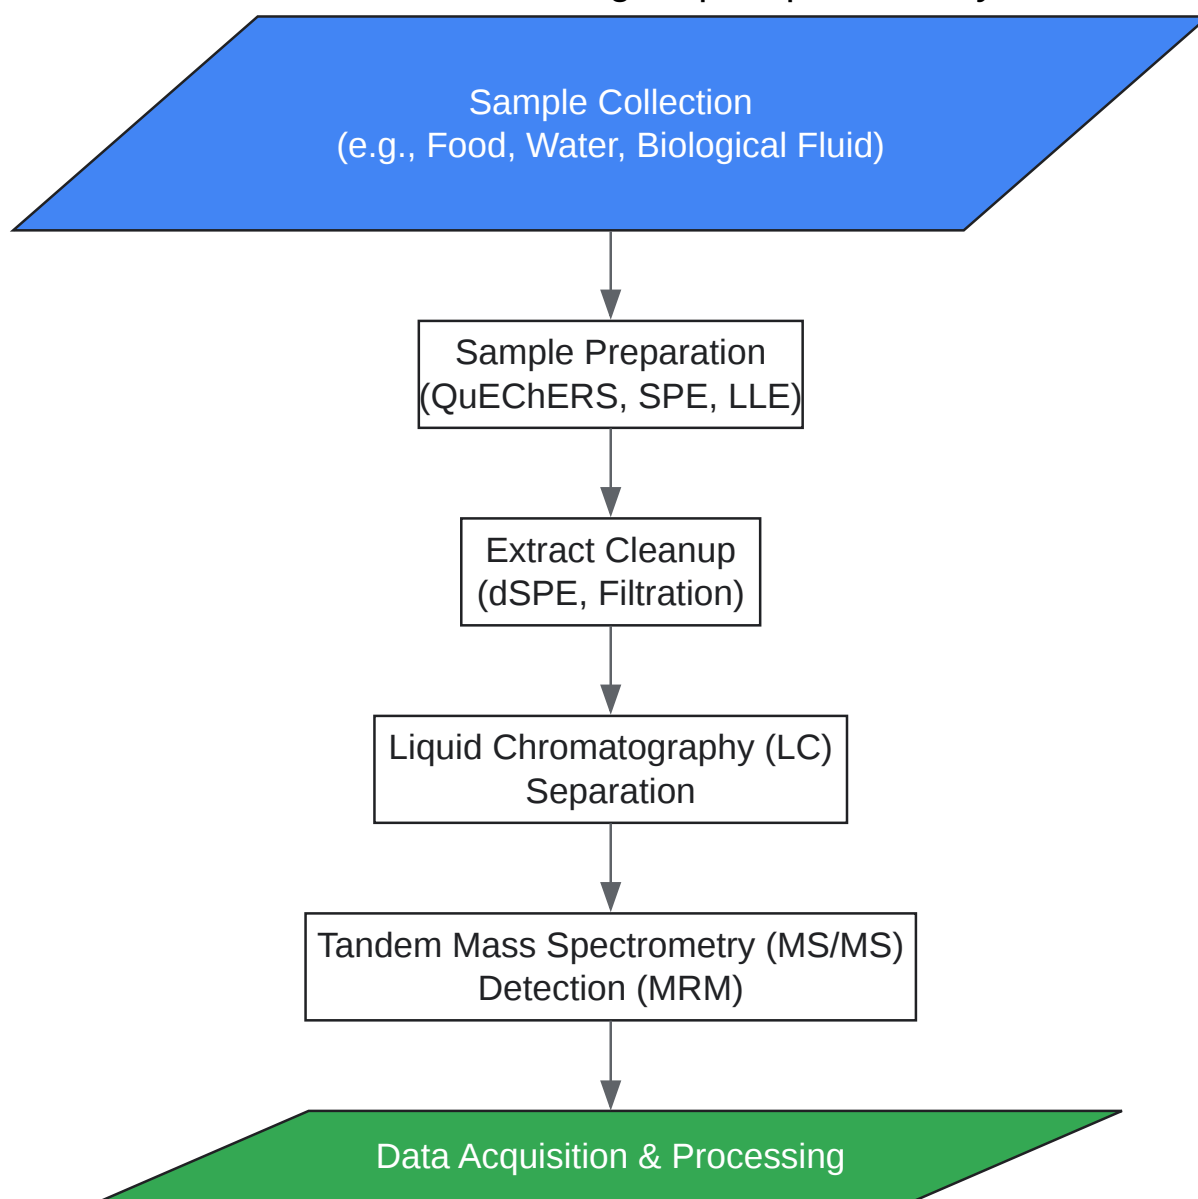 Sample Collection
(e.g., Food, Water, Biological Fluid)
Sample Preparation
(QuEChERS, SPE, LLE)
Extract Cleanup
(dSPE, Filtration)
Liquid Chromatography (LC)
Separation
Tandem Mass Spectrometry (MS/MS)
Detection (MRM)
Data Acquisition & Processing